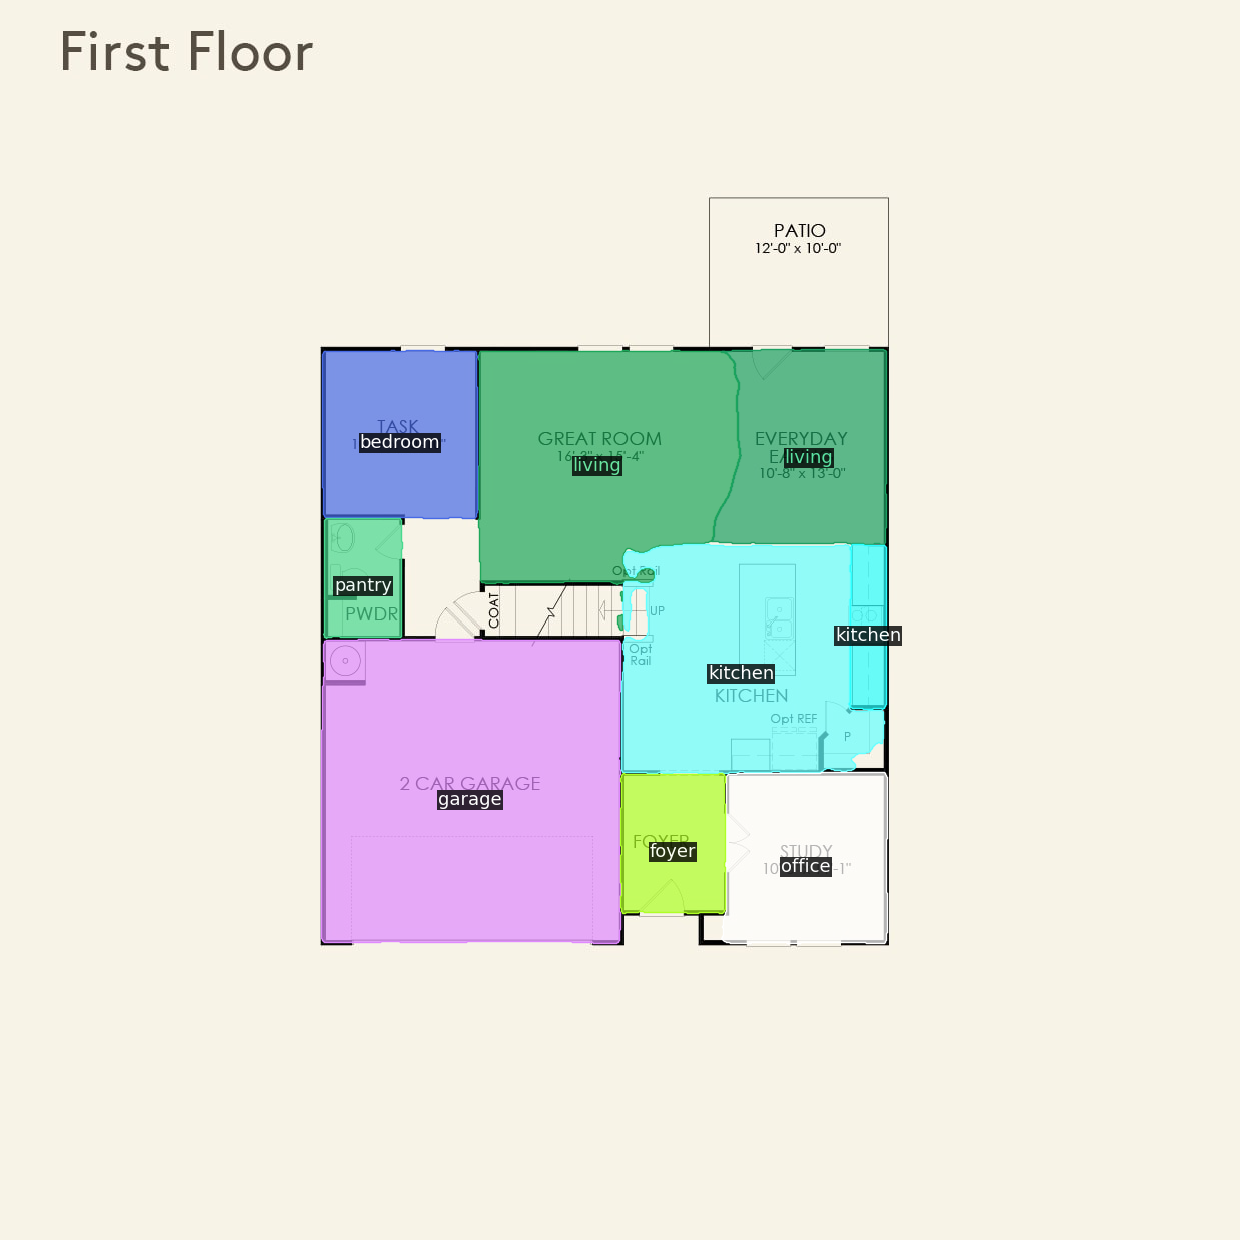 First Floor
PATIO
12'-0" x 10'-0"
TASK
bedroom
GREAT ROOM
living
EVERYDAY
living
10'-8" x 13'-0"
Opt Rail
pantry
PWDR
COAT
UP
Opt
Rail
kitchen
kitchen
KITCHEN
Opt REF
P
2 CAR GARAGE
garage
FOYER
foyer
STUDY
office